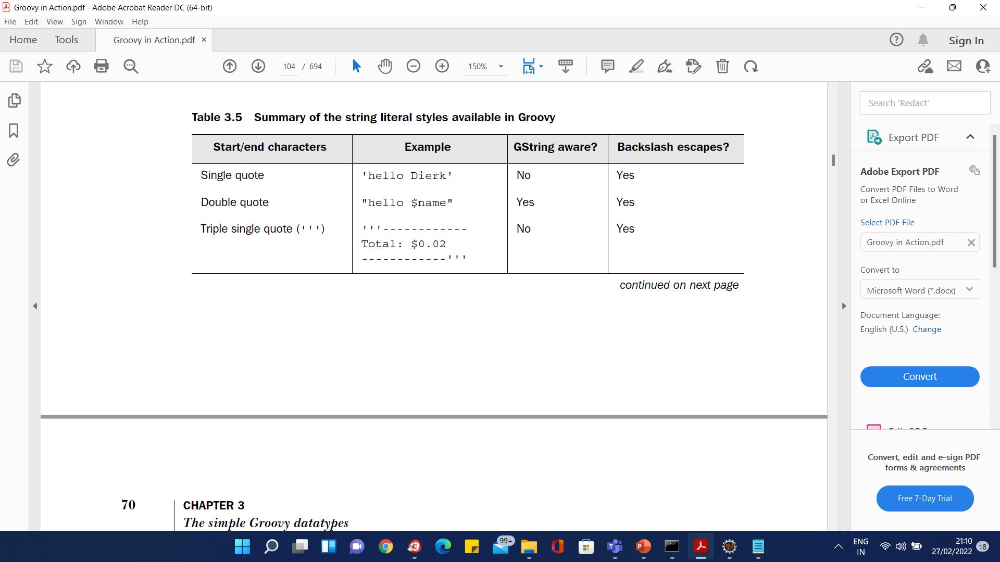 Groovy in Action.pdf - Adobe Acrobat Reader DC (64-bit)
File Edit View Sign Window Help
Home Tools Groovy in Action.pdf × Sign In
104 / 694 150%
Table 3.5 Summary of the string literal styles available in Groovy
Start/end characters Example GString aware? Backslash escapes?
Single quote 'hello Dierk' No Yes
Double quote "hello $name" Yes Yes
Triple single quote (''') '''------------ No Yes
Total: $0.02
------------'''
continued on next page
70 CHAPTER 3
The simple Groovy datatypes
Search 'Redact'
Export PDF
Adobe Export PDF
Convert PDF Files to Word
or Excel Online
Select PDF File
Groovy in Action.pdf
Convert to
Microsoft Word (*.docx)
Document Language:
English (U.S.) Change
Convert
Convert, edit and e-sign PDF
forms & agreements
Free 7-Day Trial
99+
ENG
IN
21:10
27/02/2022
18